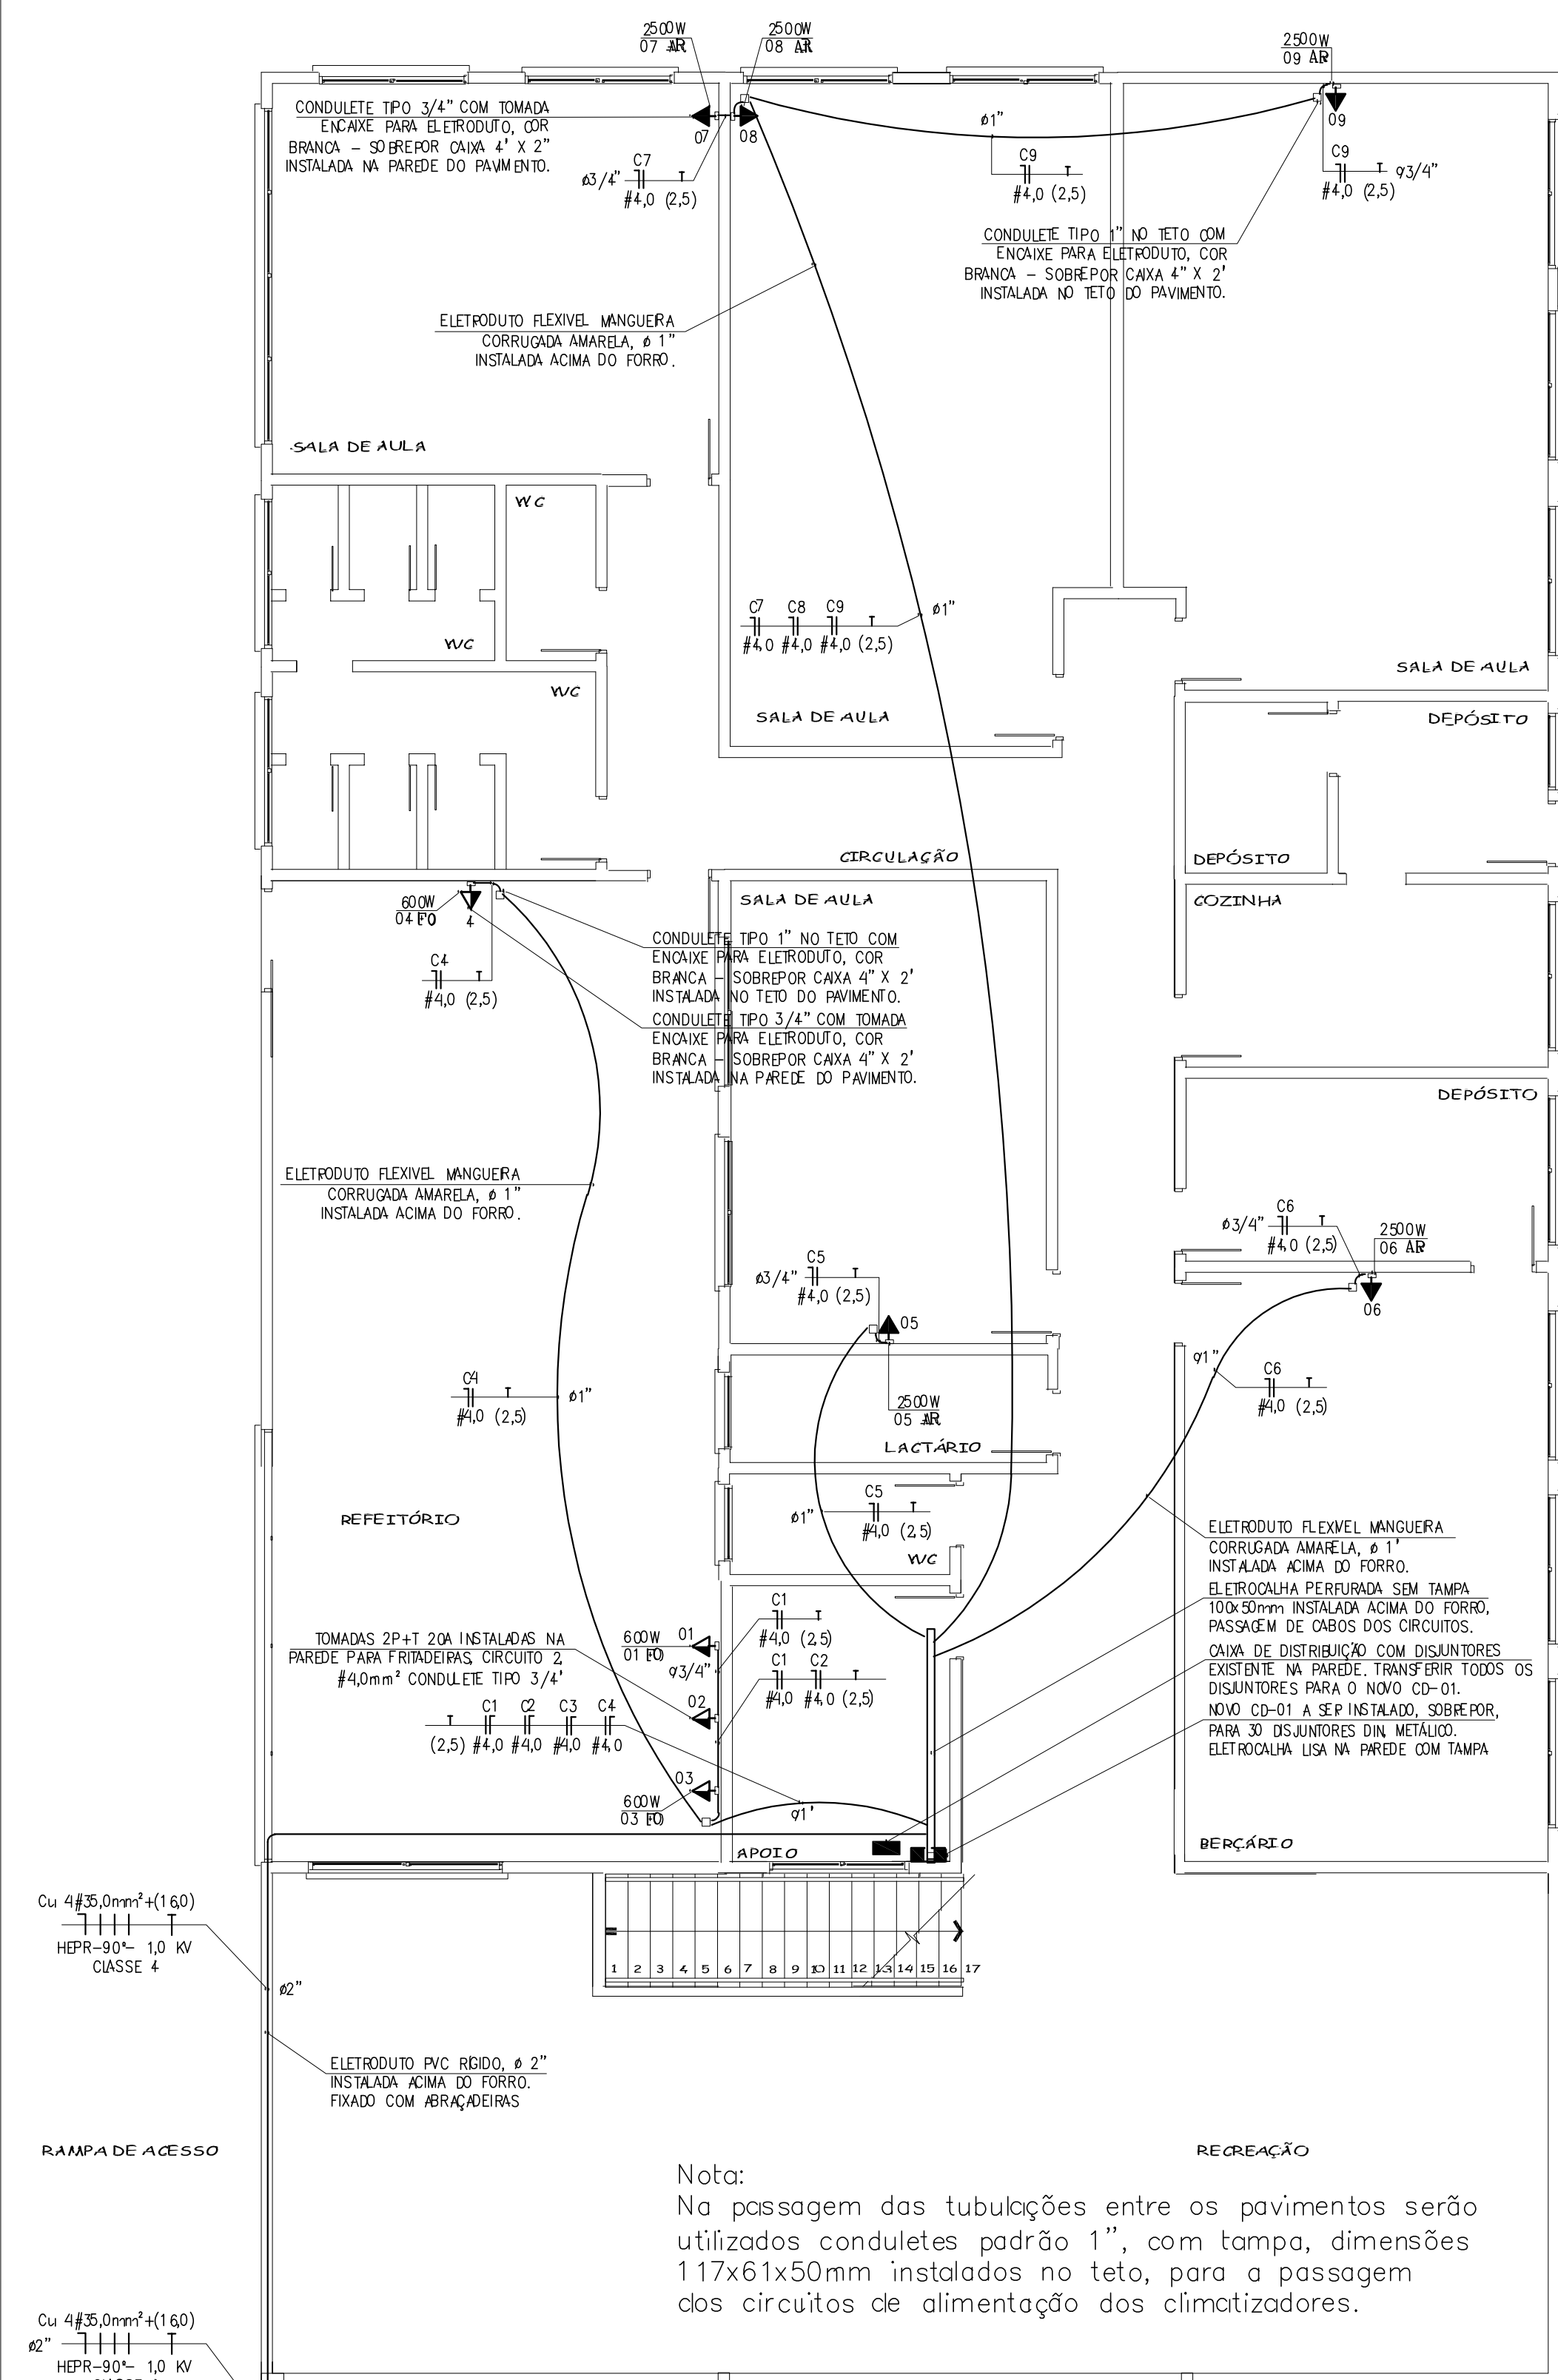 2500W
07 AR
2500W
08 AR
2500W
09 AR
CONDULETE TIPO 3/4" COM TOMADA
ENCAIXE PARA ELETRODUTO, COR
BRANCA – SOBREPOR CAIXA 4' X 2"
INSTALADA NA PAREDE DO PAVIMENTO.
07
08
09
ø1"
C7
ø3/4"
T
#4,0 (2,5)
C9
T
#4,0 (2,5)
C9
T
ø3/4"
#4,0 (2,5)
CONDULETE TIPO 1" NO TETO COM
ENCAIXE PARA ELETRODUTO, COR
BRANCA – SOBREPOR CAIXA 4" X 2'
INSTALADA NO TETO DO PAVIMENTO.
ELETRODUTO FLEXIVEL MANGUEIRA
CORRUGADA AMARELA, ø 1"
INSTALADA ACIMA DO FORRO.
SALA DE AULA
WC
WC
WC
C7 C8 C9
T
ø1"
#4,0 #4,0 #4,0 (2,5)
SALA DE AULA
SALA DE AULA
DEPÓSITO
CIRCULAÇÃO
DEPÓSITO
COZINHA
SALA DE AULA
600W
04 FO
4
C4
T
#4,0 (2,5)
CONDULETE TIPO 1" NO TETO COM
ENCAIXE PARA ELETRODUTO, COR
BRANCA – SOBREPOR CAIXA 4" X 2'
INSTALADA NO TETO DO PAVIMENTO.
CONDULETE TIPO 3/4" COM TOMADA
ENCAIXE PARA ELETRODUTO, COR
BRANCA – SOBREPOR CAIXA 4" X 2'
INSTALADA NA PAREDE DO PAVIMENTO.
DEPÓSITO
ELETRODUTO FLEXIVEL MANGUEIRA
CORRUGADA AMARELA, ø 1"
INSTALADA ACIMA DO FORRO.
C6
ø3/4"
T
#4,0 (2,5)
2500W
06 AR
06
C5
ø3/4"
T
#4,0 (2,5)
05
2500W
05 AR
C4
T
ø1"
#4,0 (2,5)
ø1"
C6
T
#4,0 (2,5)
LACTÁRIO
C5
ø1"
T
#4,0 (2,5)
WC
REFEITÓRIO
ELETRODUTO FLEXIVEL MANGUEIRA
CORRUGADA AMARELA, ø 1'
INSTALADA ACIMA DO FORRO.
ELETROCALHA PERFURADA SEM TAMPA
100x50mm INSTALADA ACIMA DO FORRO,
PASSAGEM DE CABOS DOS CIRCUITOS.
CAIXA DE DISTRIBUIÇÃO COM DISJUNTORES
EXISTENTE NA PAREDE. TRANSFERIR TODOS OS
DISJUNTORES PARA O NOVO CD-01.
NOVO CD-01 A SER INSTALADO, SOBREPOR,
PARA 30 DISJUNTORES DIN, METÁLICO.
ELETROCALHA LISA NA PAREDE COM TAMPA
C1
T
#4,0 (2,5)
TOMADAS 2P+T 20A INSTALADAS NA
PAREDE PARA FRITADEIRAS, CIRCUITO 2,
#4,0mm² CONDULETE TIPO 3/4'
600W
01 FO
01
ø3/4"
C1 C2
T
#4,0 #4,0 (2,5)
02
C1 C2 C3 C4
T
(2,5) #4,0 #4,0 #4,0 #4,0
03
600W
03 FO
ø1'
APOIO
BERÇÁRIO
Cu 4#35,0mm²+(16,0)
T
HEPR-90°- 1,0 KV
CLASSE 4
ø2"
1 2 3 4 5 6 7 8 9 10 11 12 13 14 15 16 17
ELETRODUTO PVC RÍGIDO, ø 2"
INSTALADA ACIMA DO FORRO.
FIXADO COM ABRAÇADEIRAS
RAMPA DE ACESSO
RECREAÇÃO
Nota:
Na passagem das tubulações entre os pavimentos serão
utilizados conduletes padrão 1'', com tampa, dimensões
117x61x50mm instalados no teto, para a passagem
dos circuitos de alimentação dos climatizadores.
Cu 4#35,0mm²+(16,0)
ø2"
T
HEPR-90°- 1,0 KV